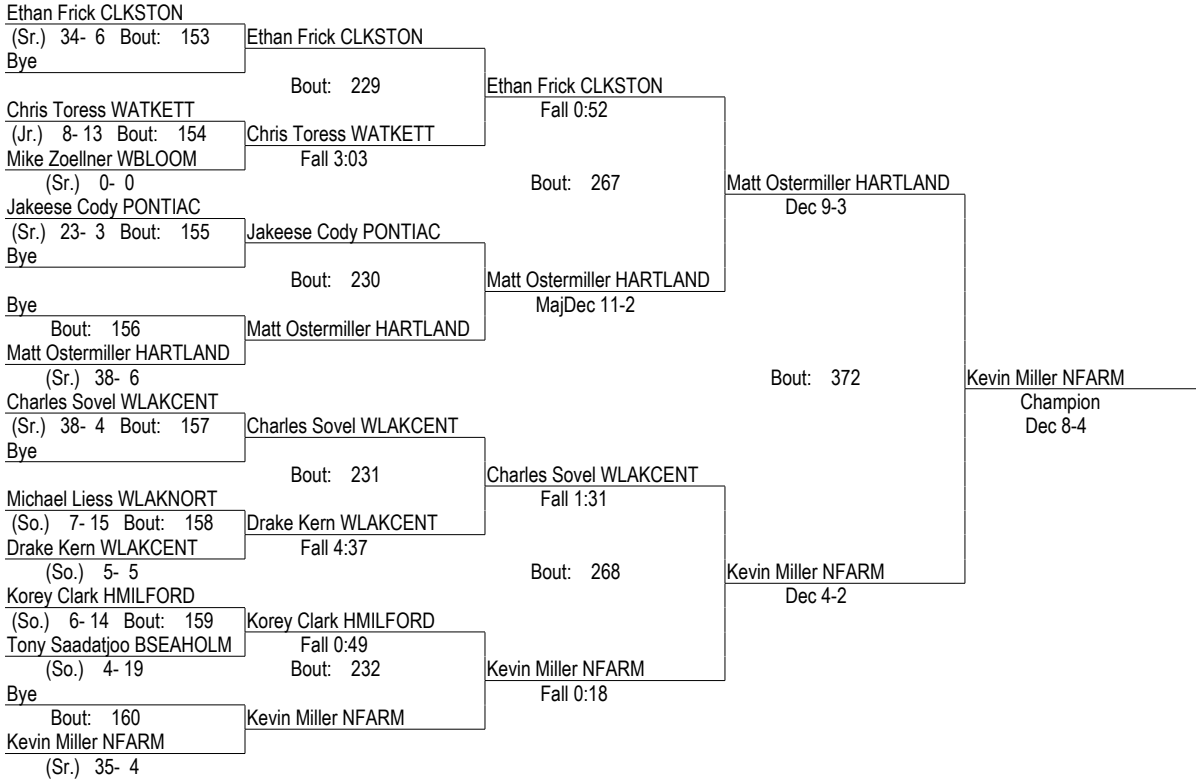 Ethan Frick CLKSTON
(Sr.) 34- 6 Bout: 153
Bye
Ethan Frick CLKSTON
Bout: 229
Chris Toress WATKETT
(Jr.) 8- 13 Bout: 154
Mike Zoellner WBLOOM
(Sr.) 0- 0
Chris Toress WATKETT
Fall 3:03
Ethan Frick CLKSTON
Fall 0:52
Bout: 267
Jakeese Cody PONTIAC
(Sr.) 23- 3 Bout: 155
Bye
Jakeese Cody PONTIAC
Bout: 230
Bye
Bout: 156
Matt Ostermiller HARTLAND
(Sr.) 38- 6
Matt Ostermiller HARTLAND
Matt Ostermiller HARTLAND
MajDec 11-2
Matt Ostermiller HARTLAND
Dec 9-3
Bout: 372
Charles Sovel WLAKCENT
(Sr.) 38- 4 Bout: 157
Bye
Charles Sovel WLAKCENT
Bout: 231
Michael Liess WLAKNORT
(So.) 7- 15 Bout: 158
Drake Kern WLAKCENT
(So.) 5- 5
Drake Kern WLAKCENT
Fall 4:37
Charles Sovel WLAKCENT
Fall 1:31
Bout: 268
Korey Clark HMILFORD
(So.) 6- 14 Bout: 159
Tony Saadatjoo BSEAHOLM
(So.) 4- 19
Korey Clark HMILFORD
Fall 0:49
Bout: 232
Bye
Bout: 160
Kevin Miller NFARM
(Sr.) 35- 4
Kevin Miller NFARM
Kevin Miller NFARM
Fall 0:18
Kevin Miller NFARM
Dec 4-2
Kevin Miller NFARM
Champion
Dec 8-4